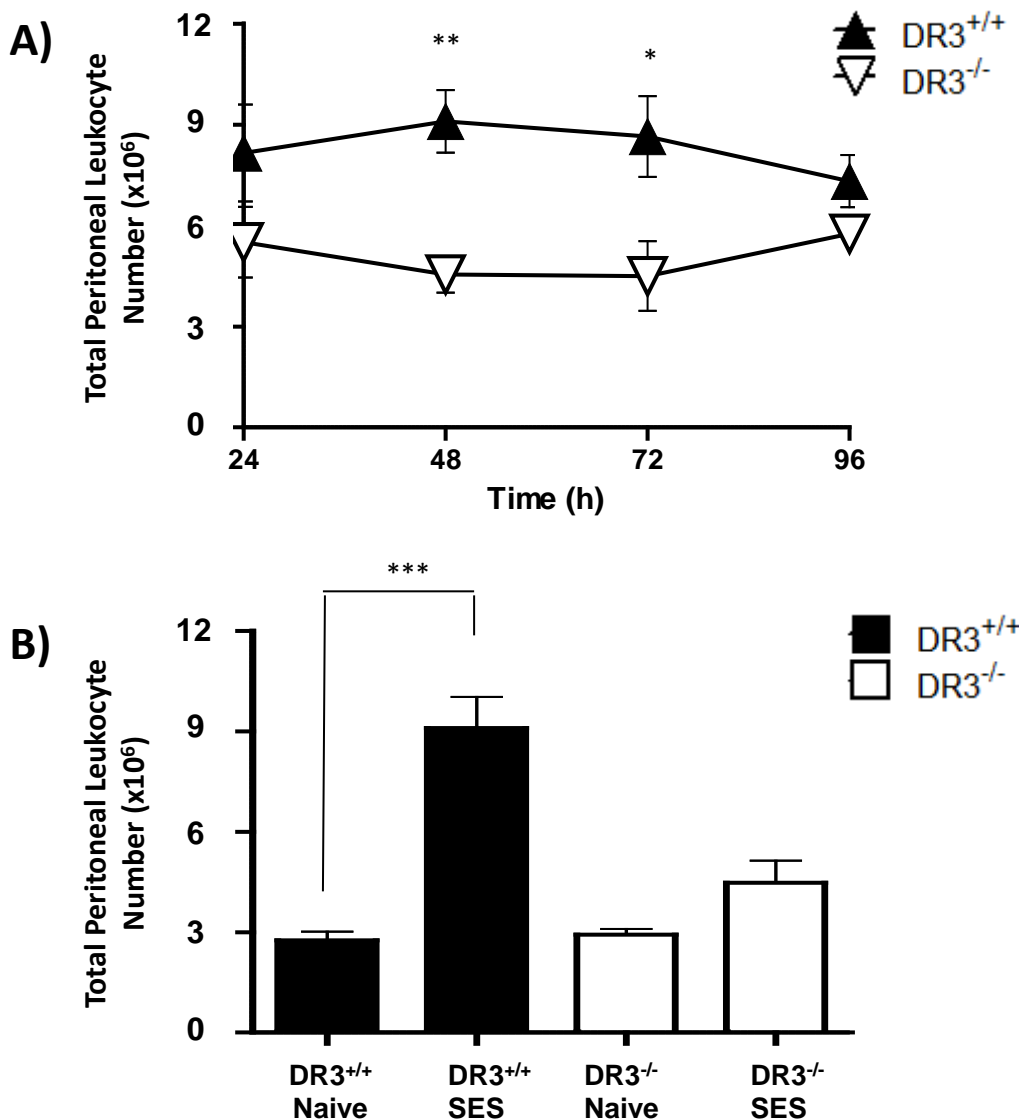 A)
12
9
6
3
0
Total Peritoneal Leukocyte
Number (x10⁶)
**
*
DR3+/+
DR3-/-
24 48 72 96
Time (h)
B)
***
12
9
6
3
0
Total Peritoneal Leukocyte
Number (x10⁶)
DR3+/+
DR3-/-
DR3+/+ DR3+/+ DR3-/- DR3-/-
Naive SES Naive SES